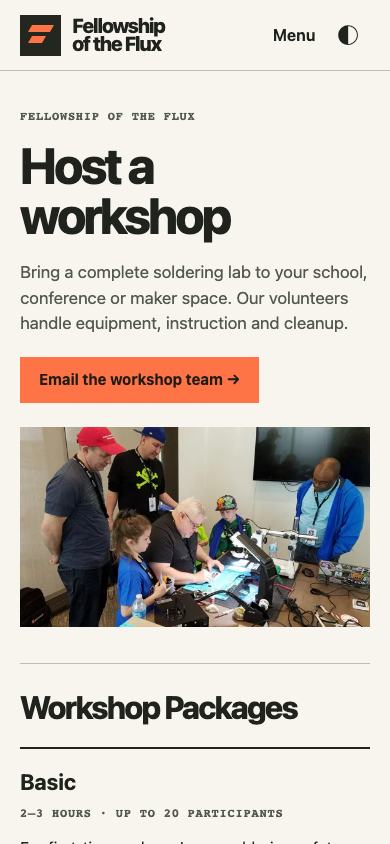 Fellowship
of the Flux
Menu
FELLOWSHIP OF THE FLUX
Host a
workshop
Bring a complete soldering lab to your school,
conference or maker space. Our volunteers
handle equipment, instruction and cleanup.
Email the workshop team →
Workshop Packages
Basic
2–3 HOURS · UP TO 20 PARTICIPANTS